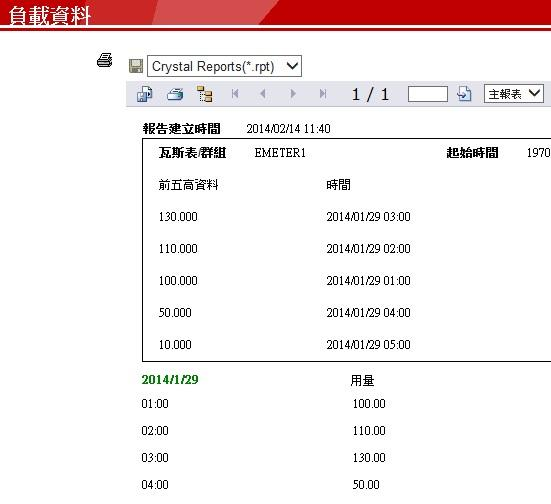 負載資料
Crystal Reports(*.rpt)
1 / 1 主報表
報告建立時間 2014/02/14 11:40
瓦斯表/群組 EMETER1 起始時間 1970
前五高資料 時間
130.000 2014/01/29 03:00
110.000 2014/01/29 02:00
100.000 2014/01/29 01:00
50.000 2014/01/29 04:00
10.000 2014/01/29 05:00
2014/1/29 用量
01:00 100.00
02:00 110.00
03:00 130.00
04:00 50.00